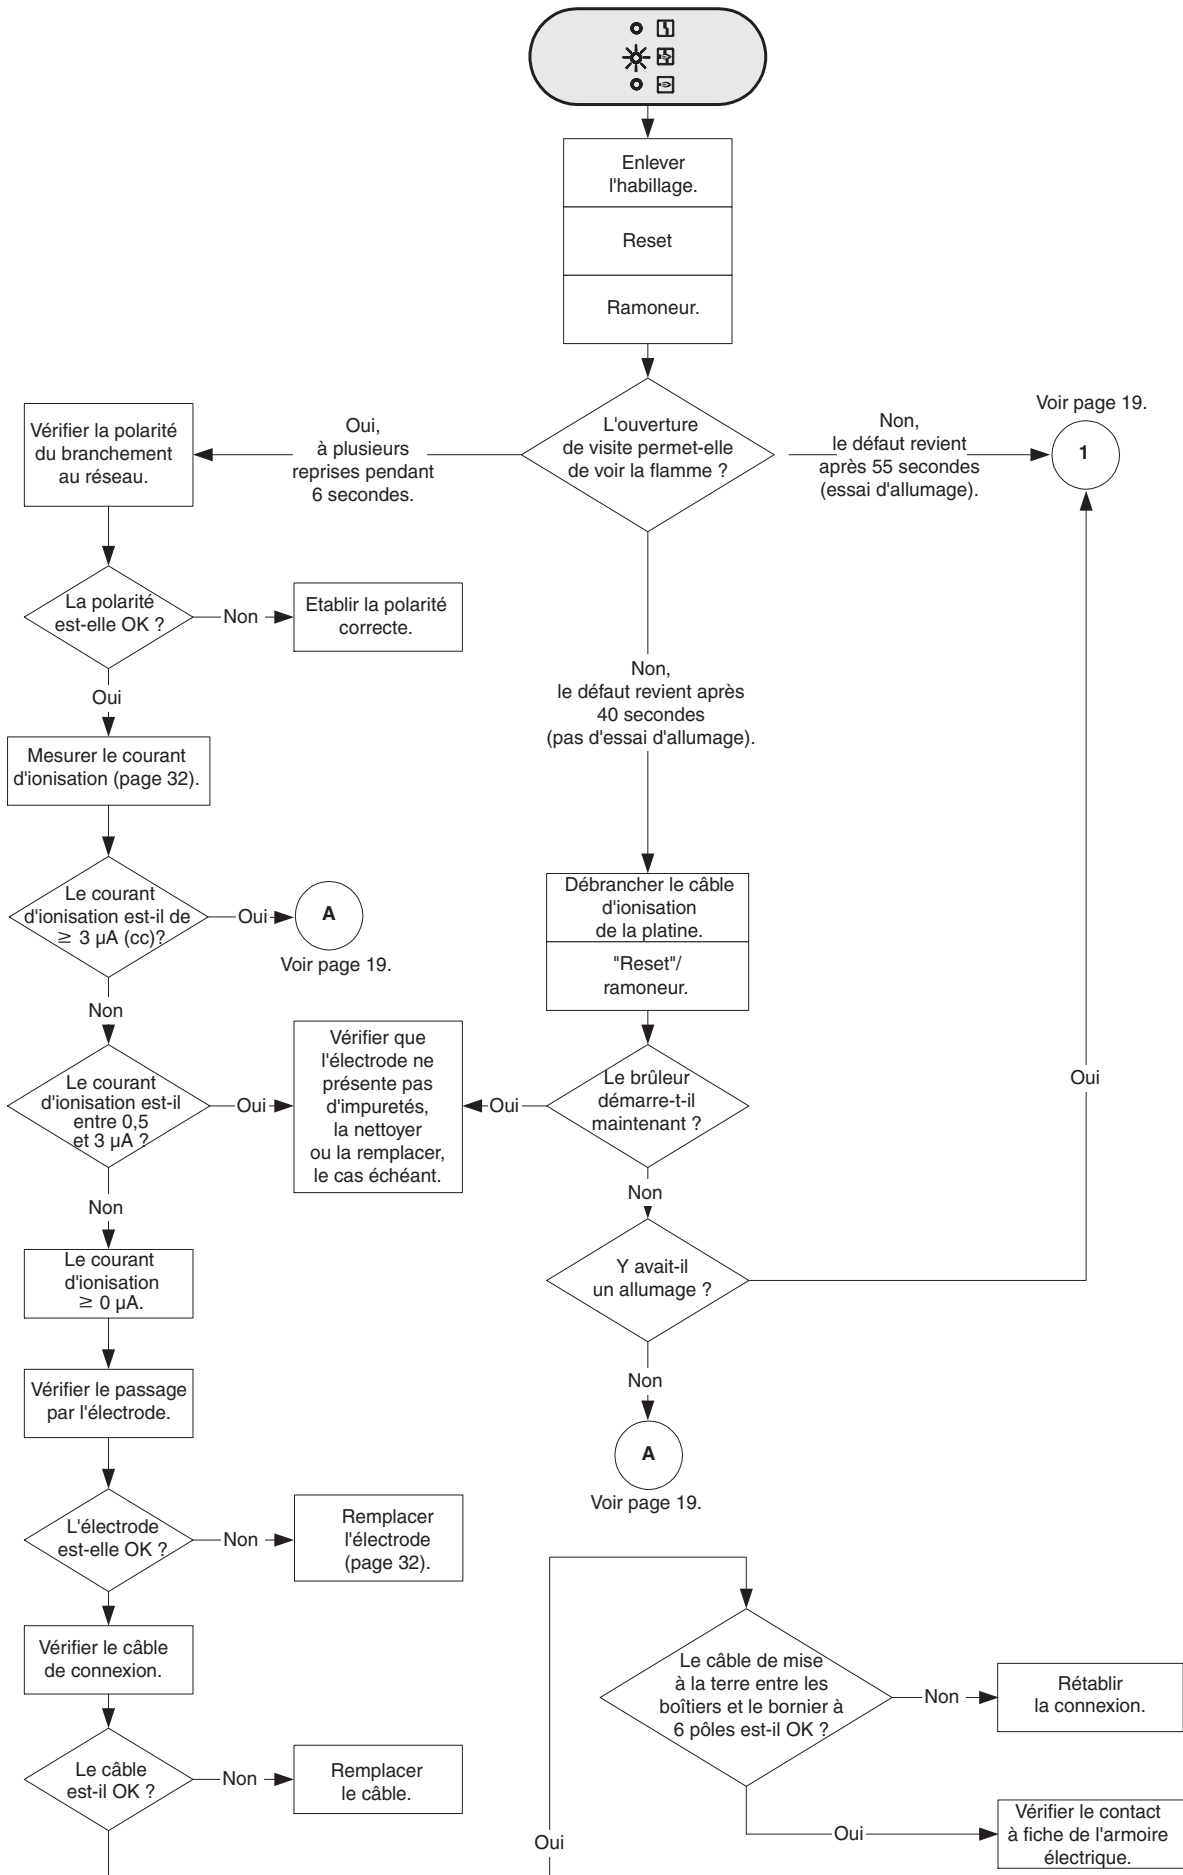 Enlever
l'habillage.
Reset
Ramoneur.
L'ouverture
de visite permet-elle
de voir la flamme ?
Oui,
à plusieurs
reprises pendant
6 secondes.
Non,
le défaut revient
après 55 secondes
(essai d'allumage).
Voir page 19.
1
Vérifier la polarité
du branchement
au réseau.
La polarité
est-elle OK ?
Non
Etablir la polarité
correcte.
Oui
Non,
le défaut revient après
40 secondes
(pas d'essai d'allumage).
Mesurer le courant
d'ionisation (page 32).
Le courant
d'ionisation est-il de
≥ 3 µA (cc)?
Oui
A
Voir page 19.
Débrancher le câble
d'ionisation
de la platine.
"Reset"/
ramoneur.
Non
Le courant
d'ionisation est-il
entre 0,5
et 3 µA ?
Oui
Vérifier que
l'électrode ne
présente pas
d'impuretés,
la nettoyer
ou la remplacer,
le cas échéant.
Oui
Le brûleur
démarre-t-il
maintenant ?
Oui
Non
Non
Le courant
d'ionisation
≥ 0 µA.
Y avait-il
un allumage ?
Non
A
Voir page 19.
Vérifier le passage
par l'électrode.
L'électrode
est-elle OK ?
Non
Remplacer
l'électrode
(page 32).
Vérifier le câble
de connexion.
Le câble
est-il OK ?
Non
Remplacer
le câble.
Oui
Le câble de mise
à la terre entre les
boîtiers et le bornier à
6 pôles est-il OK ?
Non
Rétablir
la connexion.
Oui
Vérifier le contact
à fiche de l'armoire
électrique.